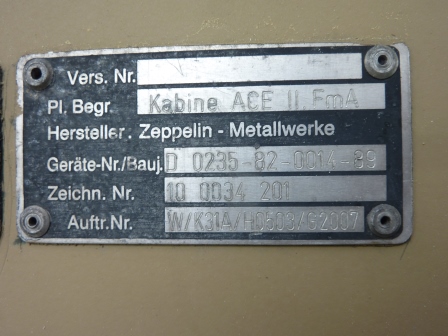 Vers. Nr.
Pl. Begr. Kabine ACE II FmA
Hersteller. Zeppelin - Metallwerke
Geräte-Nr./Bauj. D 0235-82-0014-89
Zeichn. Nr. 10 0034 201
Auftr.Nr. W/K31A/H0503/G2007